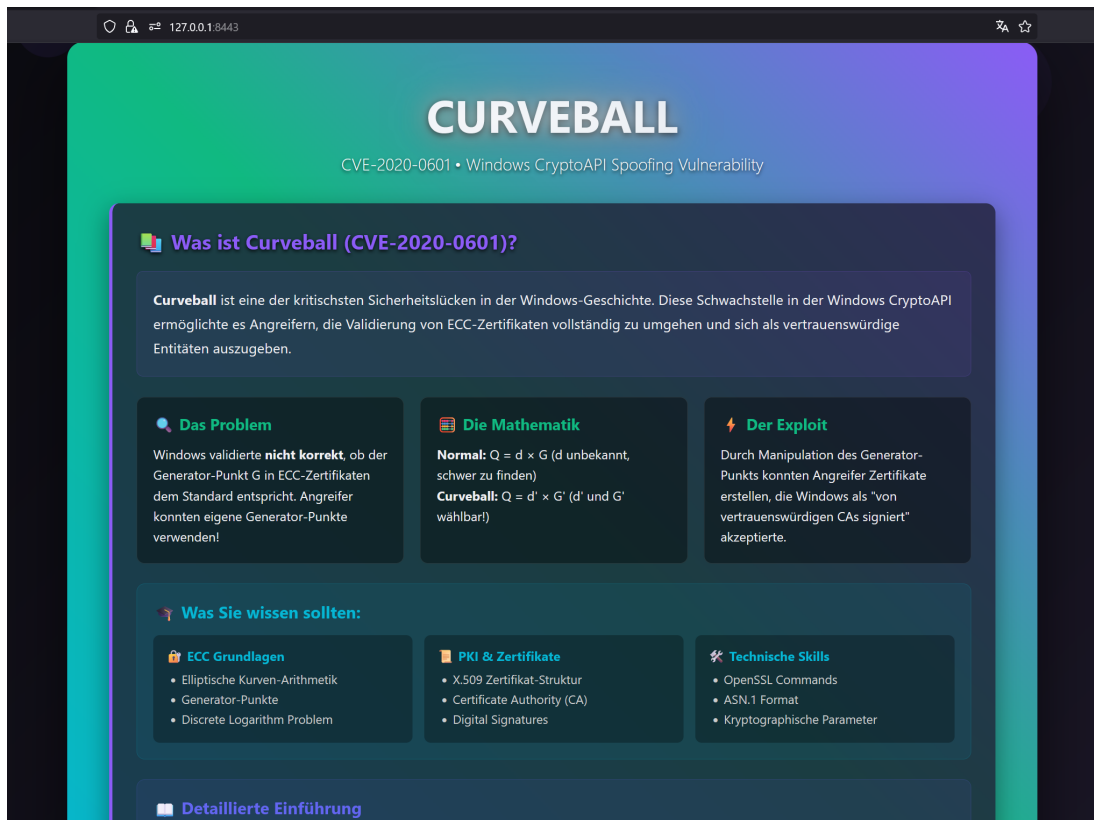 127.0.0.1:8443
CURVEBALL
CVE-2020-0601 • Windows CryptoAPI Spoofing Vulnerability
Was ist Curveball (CVE-2020-0601)?
Curveball ist eine der kritischsten Sicherheitslücken in der Windows-Geschichte. Diese Schwachstelle in der Windows CryptoAPI
ermöglichte es Angreifern, die Validierung von ECC-Zertifikaten vollständig zu umgehen und sich als vertrauenswürdige
Entitäten auszugeben.
Das Problem
Windows validierte nicht korrekt, ob der
Generator-Punkt G in ECC-Zertifikaten
dem Standard entspricht. Angreifer
konnten eigene Generator-Punkte
verwenden!
Die Mathematik
Normal: Q = d × G (d unbekannt,
schwer zu finden)
Curveball: Q = d' × G' (d' und G'
wählbar!)
Der Exploit
Durch Manipulation des Generator-
Punkts konnten Angreifer Zertifikate
erstellen, die Windows als "von
vertrauenswürdigen CAs signiert"
akzeptierte.
Was Sie wissen sollten:
ECC Grundlagen
• Elliptische Kurven-Arithmetik
• Generator-Punkte
• Discrete Logarithm Problem
PKI & Zertifikate
• X.509 Zertifikat-Struktur
• Certificate Authority (CA)
• Digital Signatures
Technische Skills
• OpenSSL Commands
• ASN.1 Format
• Kryptographische Parameter
Detaillierte Einführung